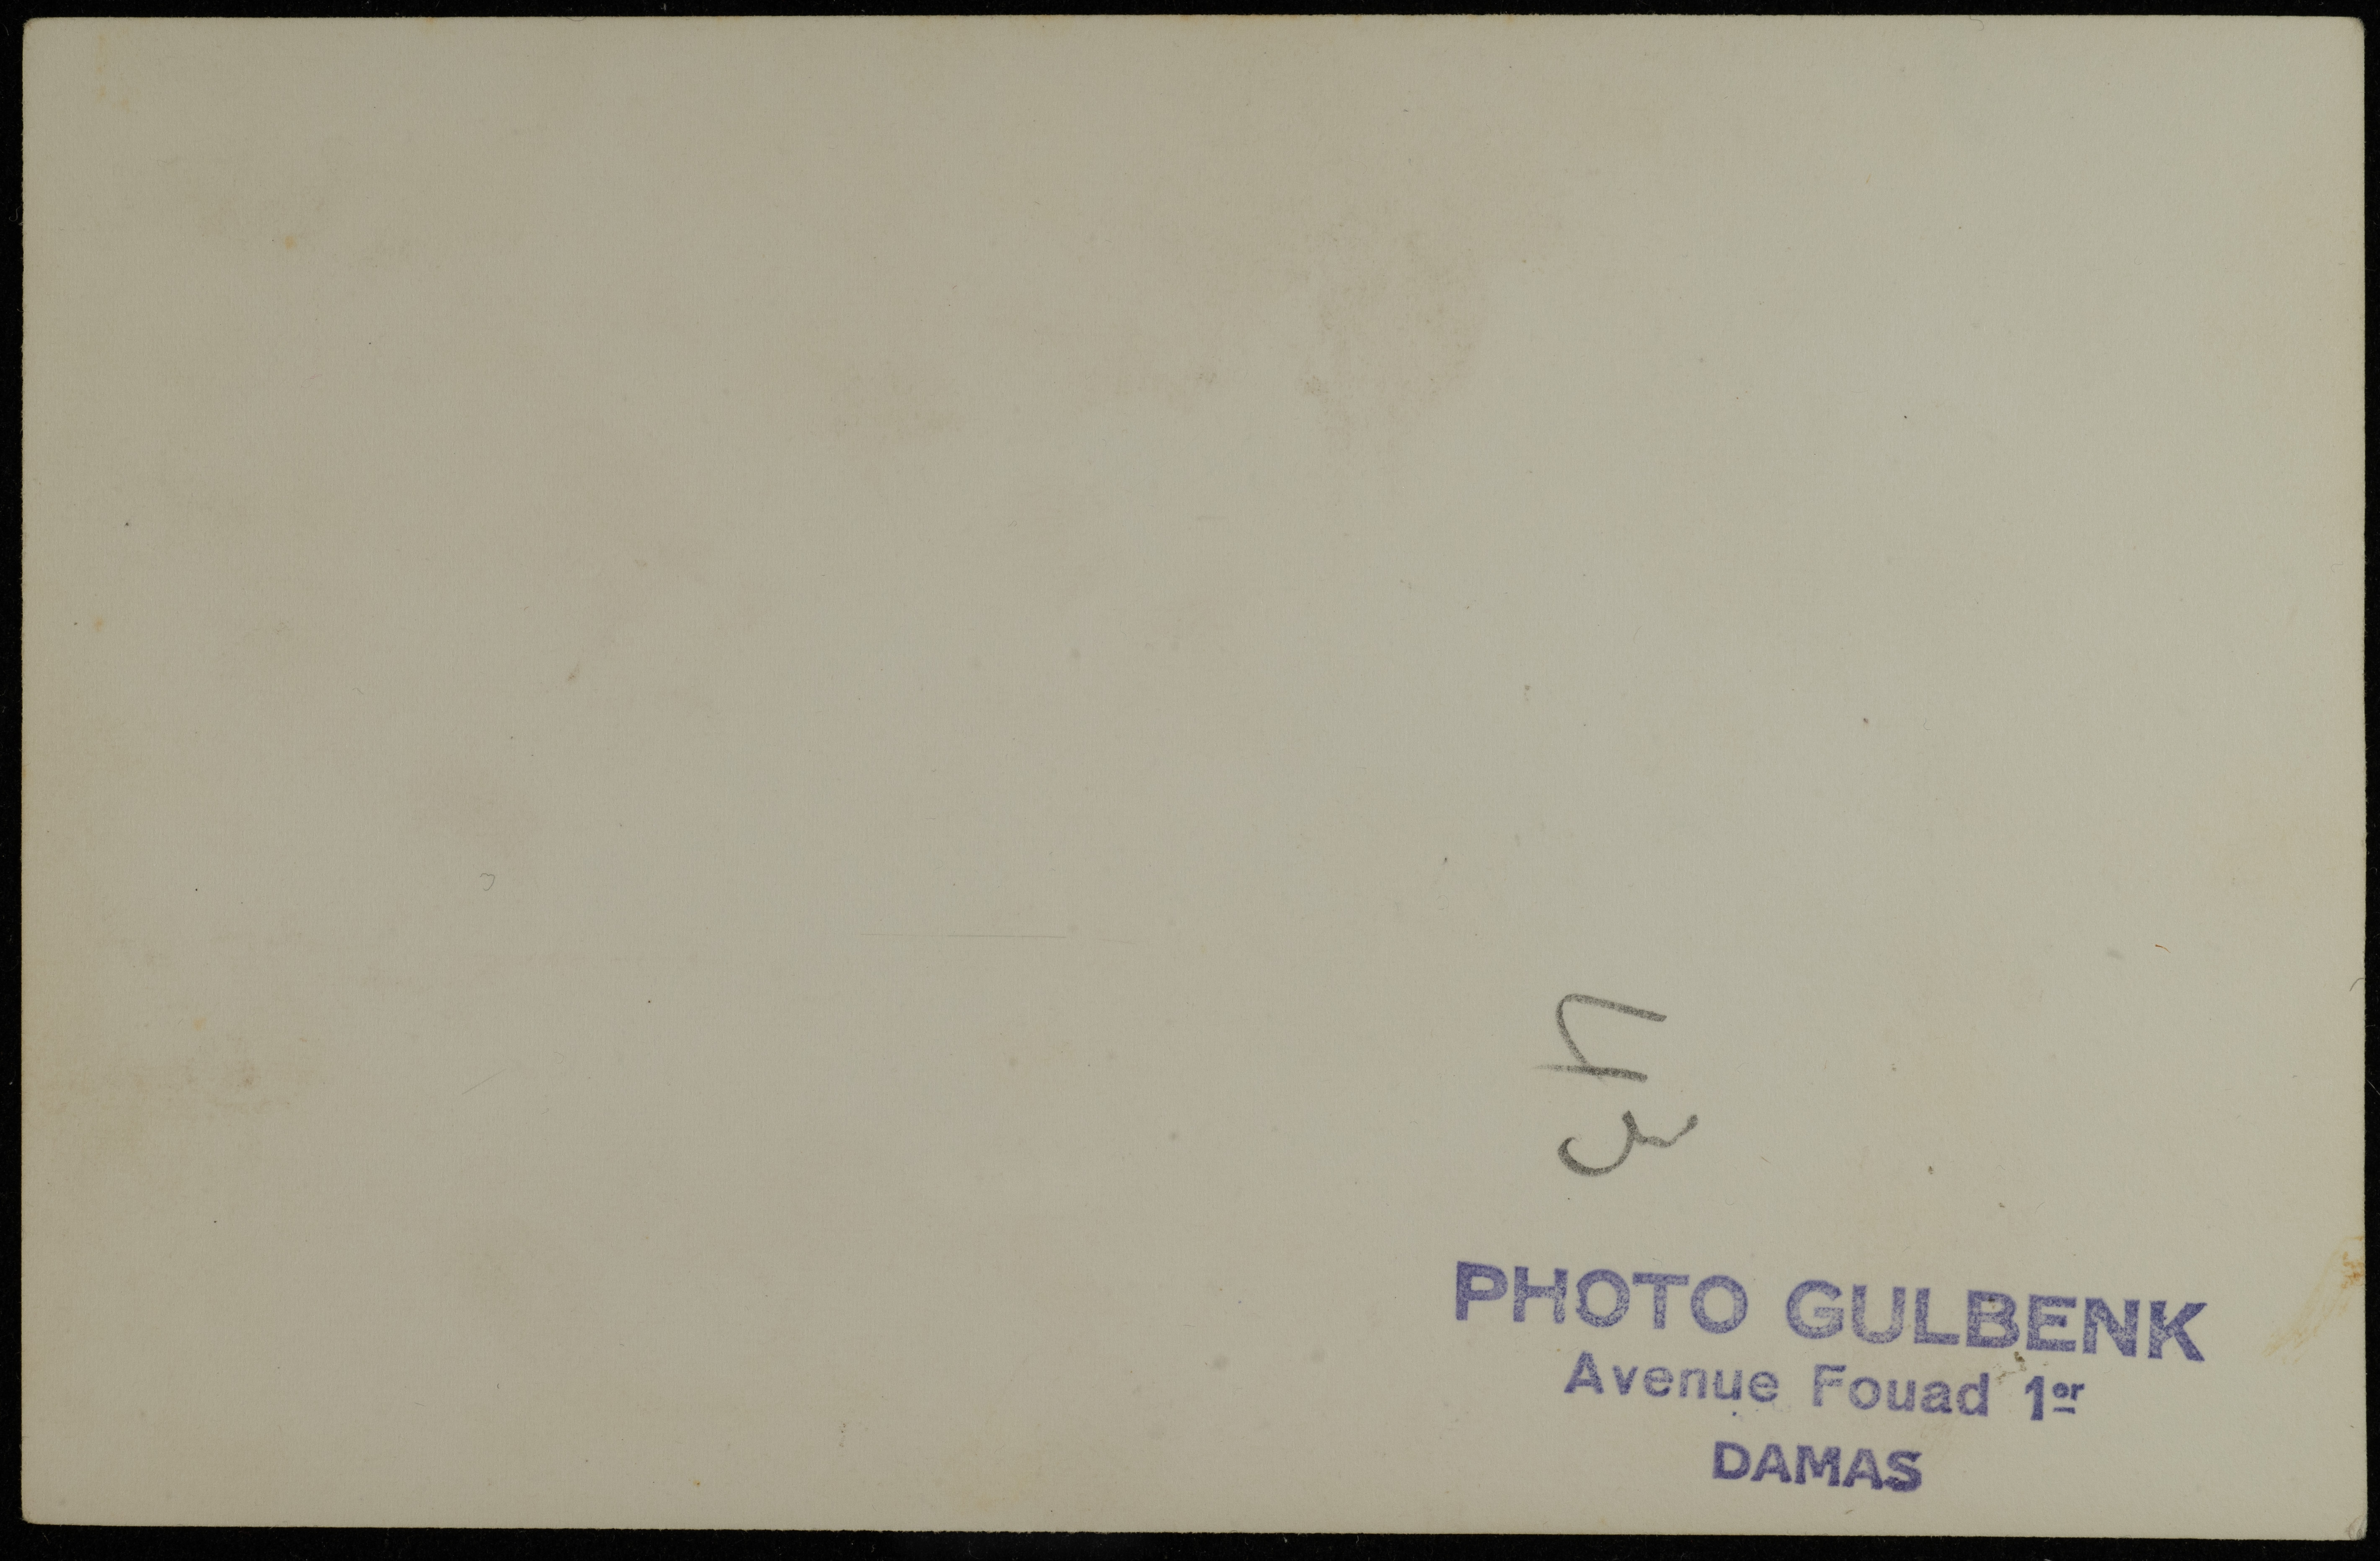 43
PHOTO GULBENK
Avenue Fouad 1er
DAMAS